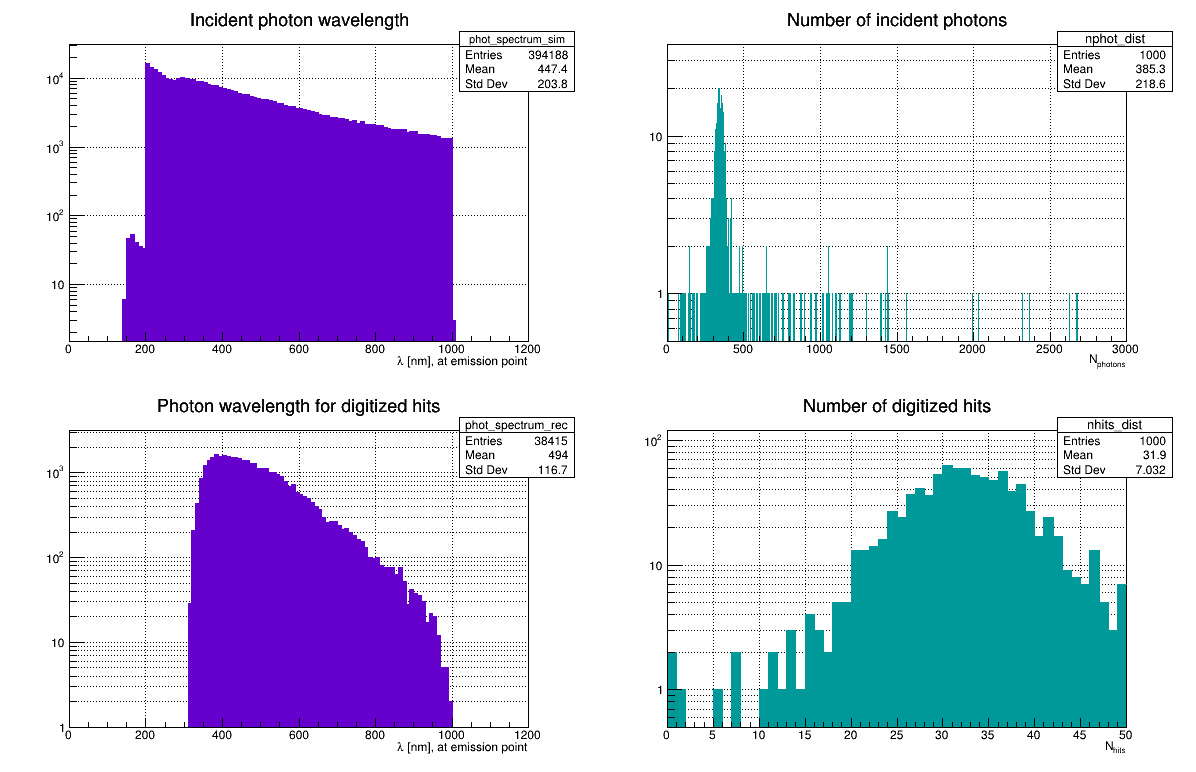 Incident photon wavelength
phot_spectrum_sim
Entries 394188
Mean 447.4
Std Dev 203.8
10^4
10^3
10^2
10
0 200 400 600 800 1000 1200
λ [nm], at emission point
Number of incident photons
nphot_dist
Entries 1000
Mean 385.3
Std Dev 218.6
10
1
0 500 1000 1500 2000 2500 3000
N_photons
Photon wavelength for digitized hits
phot_spectrum_rec
Entries 38415
Mean 494
Std Dev 116.7
10^3
10^2
10
1
0 200 400 600 800 1000 1200
λ [nm], at emission point
Number of digitized hits
nhits_dist
Entries 1000
Mean 31.9
Std Dev 7.032
10^2
10
1
0 5 10 15 20 25 30 35 40 45 50
N_hits